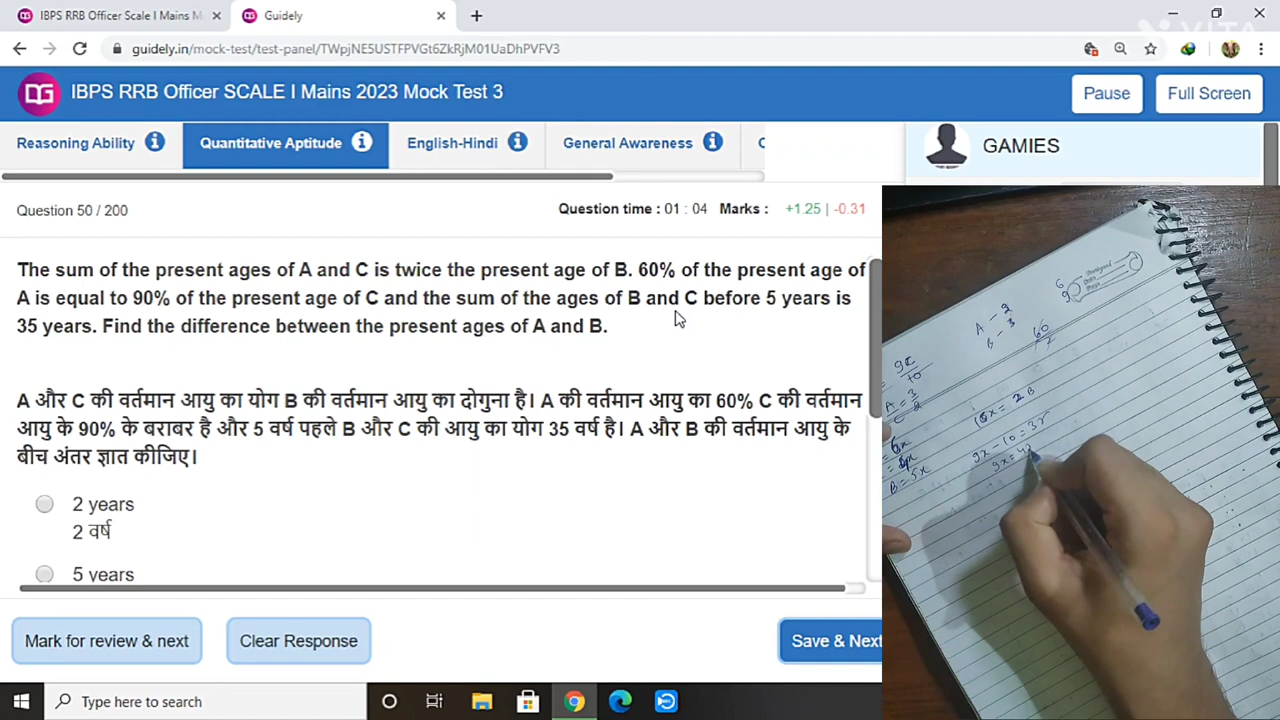 IBPS RRB Officer Scale I Mains M
Guidely
VITA
guidely.in/mock-test/test-panel/TWpjNE5USTFPVGt6ZkRjM01UaDhPVFV3
IBPS RRB Officer SCALE I Mains 2023 Mock Test 3
Pause
Full Screen
Reasoning Ability
Quantitative Aptitude
English-Hindi
General Awareness
GAMIES
Question 50 / 200
Question time : 01 : 04 Marks : +1.25 | -0.31
The sum of the present ages of A and C is twice the present age of B. 60% of the present age of
A is equal to 90% of the present age of C and the sum of the ages of B and C before 5 years is
35 years. Find the difference between the present ages of A and B.
A और C की वर्तमान आयु का योग B की वर्तमान आयु का दोगुना है। A की वर्तमान आयु का 60% C की वर्तमान
आयु के 90% के बराबर है और 5 वर्ष पहले B और C की आयु का योग 35 वर्ष है। A और B की वर्तमान आयु के
बीच अंतर ज्ञात कीजिए।
2 years
2 वर्ष
5 years
Mark for review & next
Clear Response
Save & Next
Type here to search
A - 2
B - 3
60
9x - 10 = 35
B = 5x